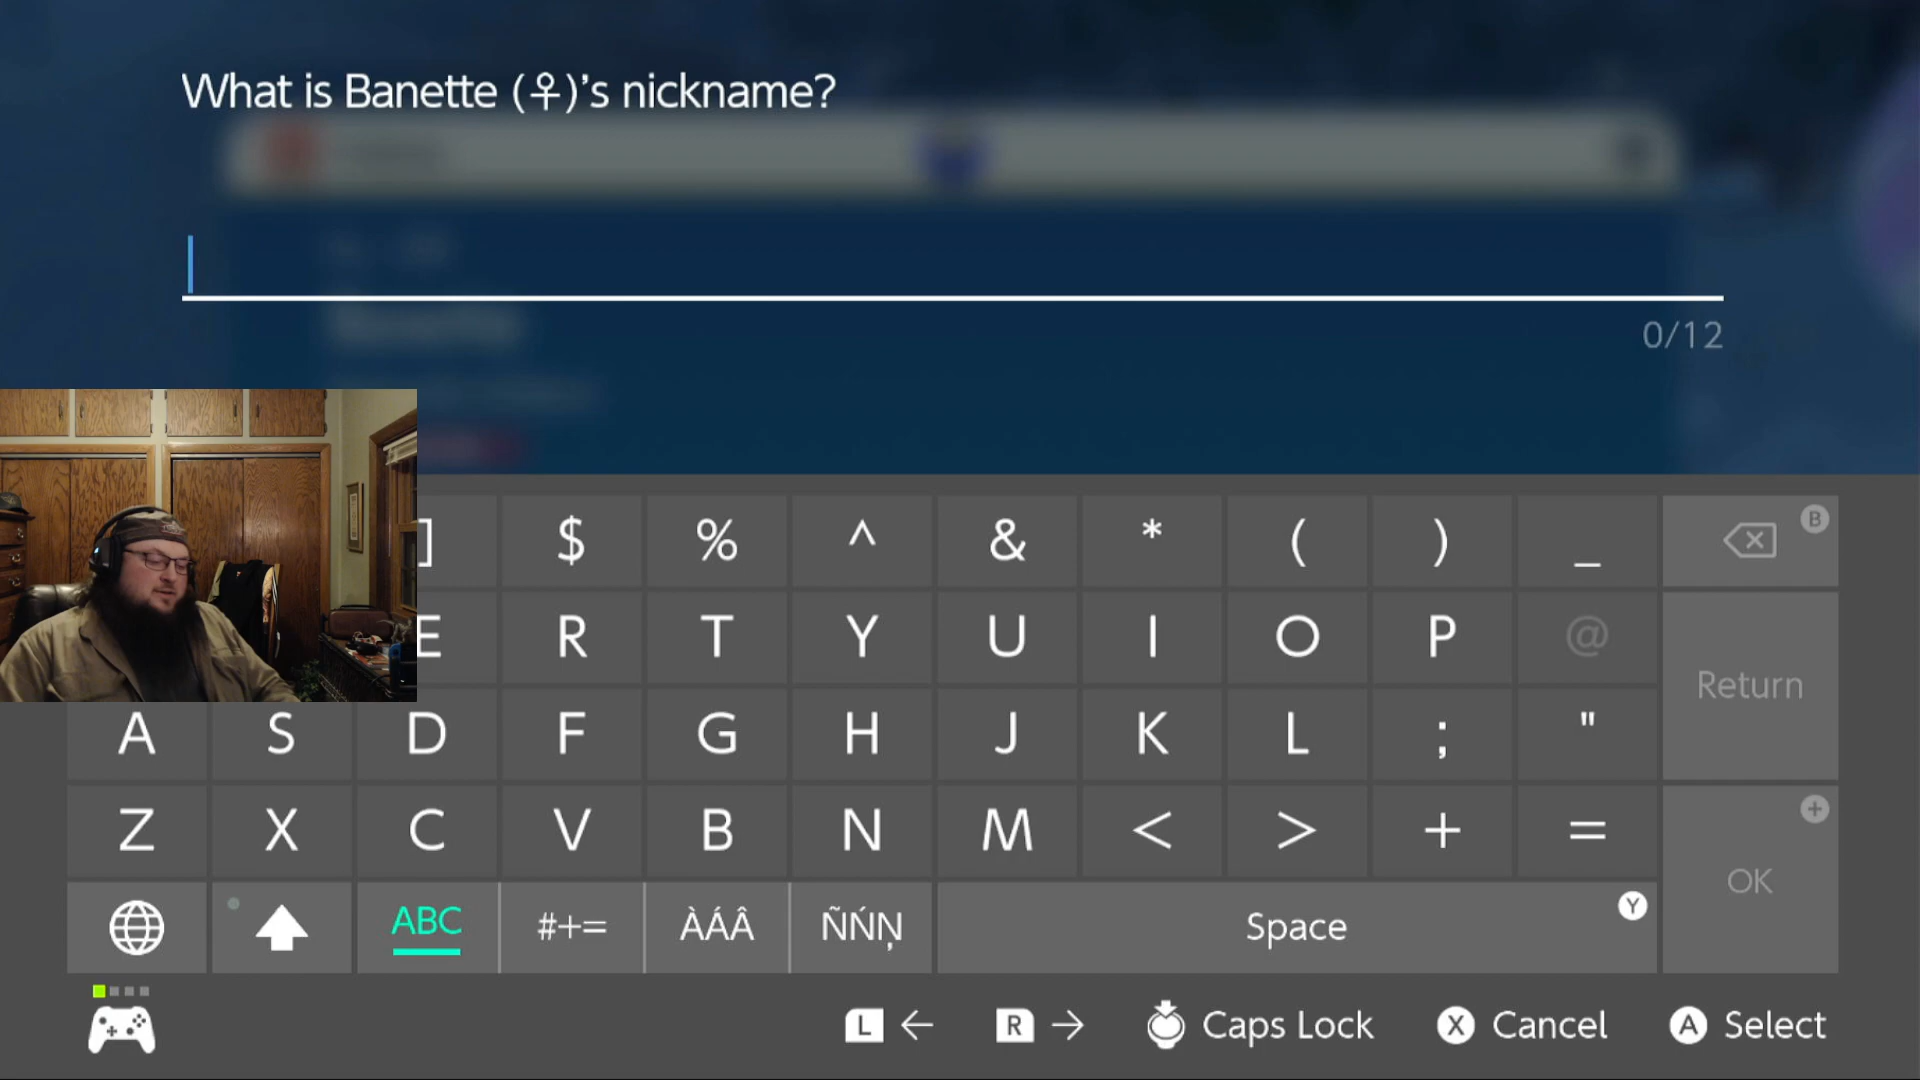 What is Banette (♀)'s nickname?
0/12
] $ % ^ & * ( ) _ B
E R T Y U I O P @ Return
A S D F G H J K L ; "
Z X C V B N M < > + = +
OK
ABC #+= ÀÁÂ ÑŃŅ Space Y
L ← R → Caps Lock X Cancel A Select